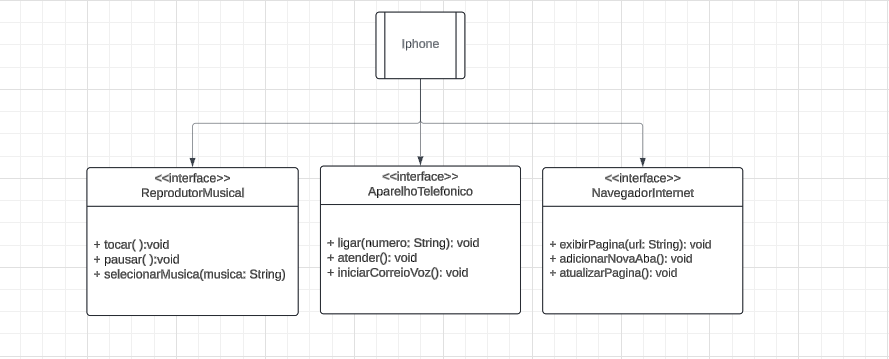 Iphone
<<interface>>
ReprodutorMusical
+ tocar( ):void
+ pausar( ):void
+ selecionarMusica(musica: String)
<<interface>>
AparelhoTelefonico
+ ligar(numero: String): void
+ atender(): void
+ iniciarCorreioVoz(): void
<<interface>>
NavegadorInternet
+ exibirPagina(url: String): void
+ adicionarNovaAba(): void
+ atualizarPagina(): void